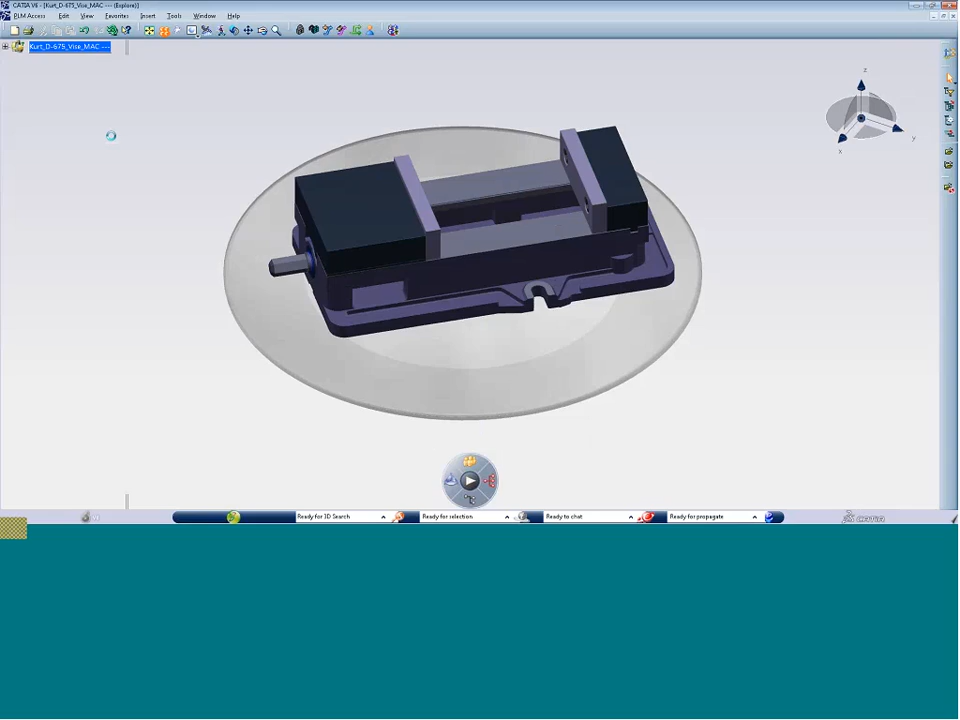 CATIA V6 - [Kurt_D-675_Vise_MAC --- (Explore)]
PLM Access Edit View Favorites Insert Tools Window Help
Kurt_D-675_Vise_MAC ---
z
y
x
Ready for 3D Search Ready for selection Ready to chat Ready for propagate
CATIA